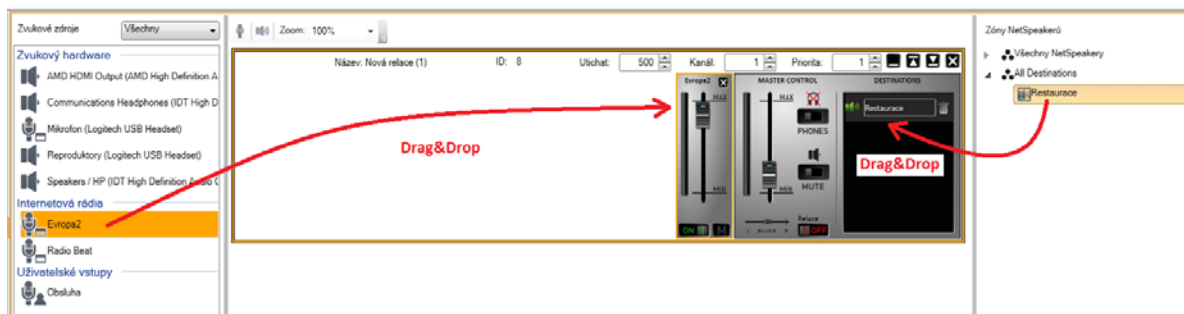 Zvukové zdroje
Všechny
Zvukový hardware
AMD HDMI Output (AMD High Definition A
Communications Headphones (IDT High D
Mikrofon (Logitech USB Headset)
Reproduktory (Logitech USB Headset)
Speakers / HP (IDT High Definition Audio C
Internetová rádia
Evropa2
Radio Beat
Uživatelské vstupy
Obsluha
Zoom: 100%
Název: Nová relace (1)
ID: 8
Utichat: 500
Kanál: 1
Priorita: 1
Evropa2
MAX
MIN
ON
M
MASTER CONTROL
MAX
MIN
PHONES
MUTE
L
R
Relace
OFF
DESTINATIONS
Restaurace
Drag&Drop
Drag&Drop
Zóny NetSpeakerů
Všechny NetSpeakery
All Destinations
Restaurace